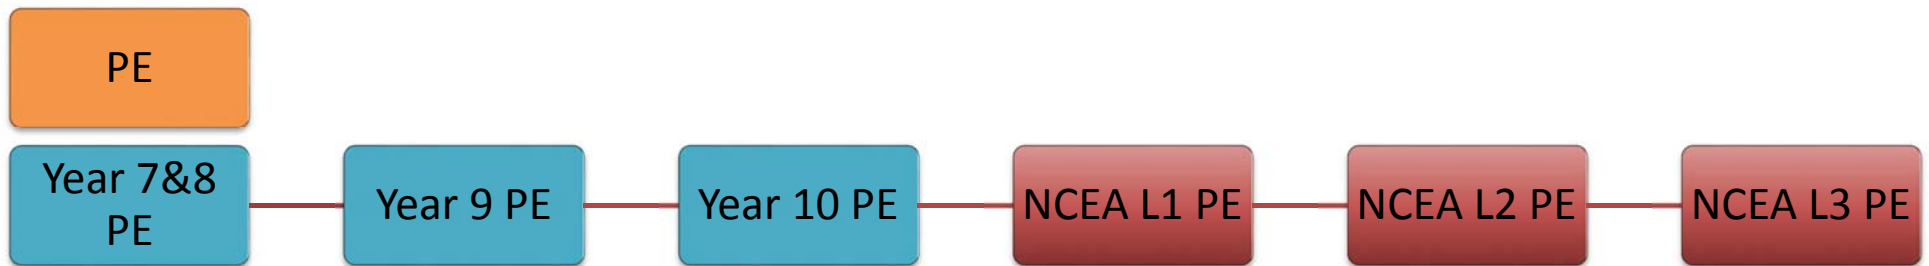 PE
Year 7&8
PE
Year 9 PE
Year 10 PE
NCEA L1 PE
NCEA L2 PE
NCEA L3 PE